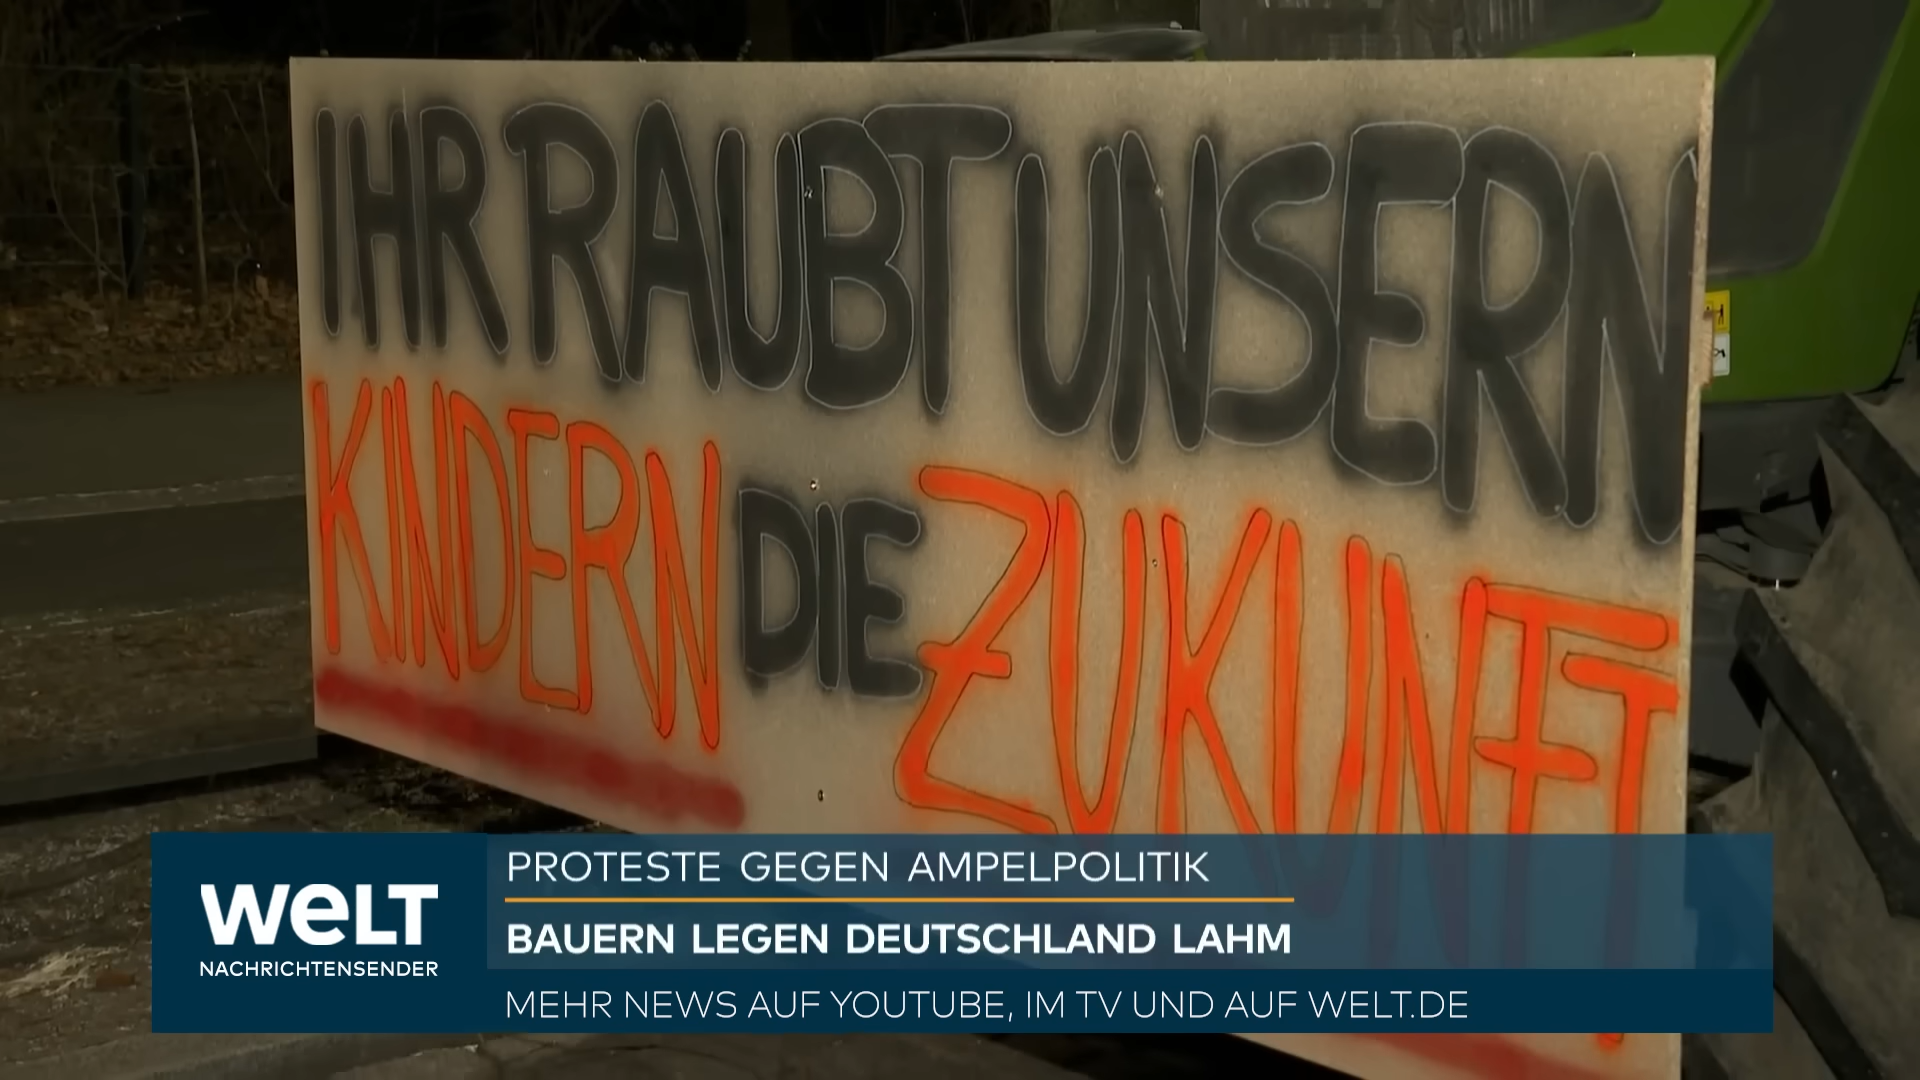 IHR RAUBT UNSERN
KINDERN DIE ZUKUNFT
WELT
NACHRICHTENSENDER
PROTESTE GEGEN AMPELPOLITIK
BAUERN LEGEN DEUTSCHLAND LAHM
MEHR NEWS AUF YOUTUBE, IM TV UND AUF WELT.DE